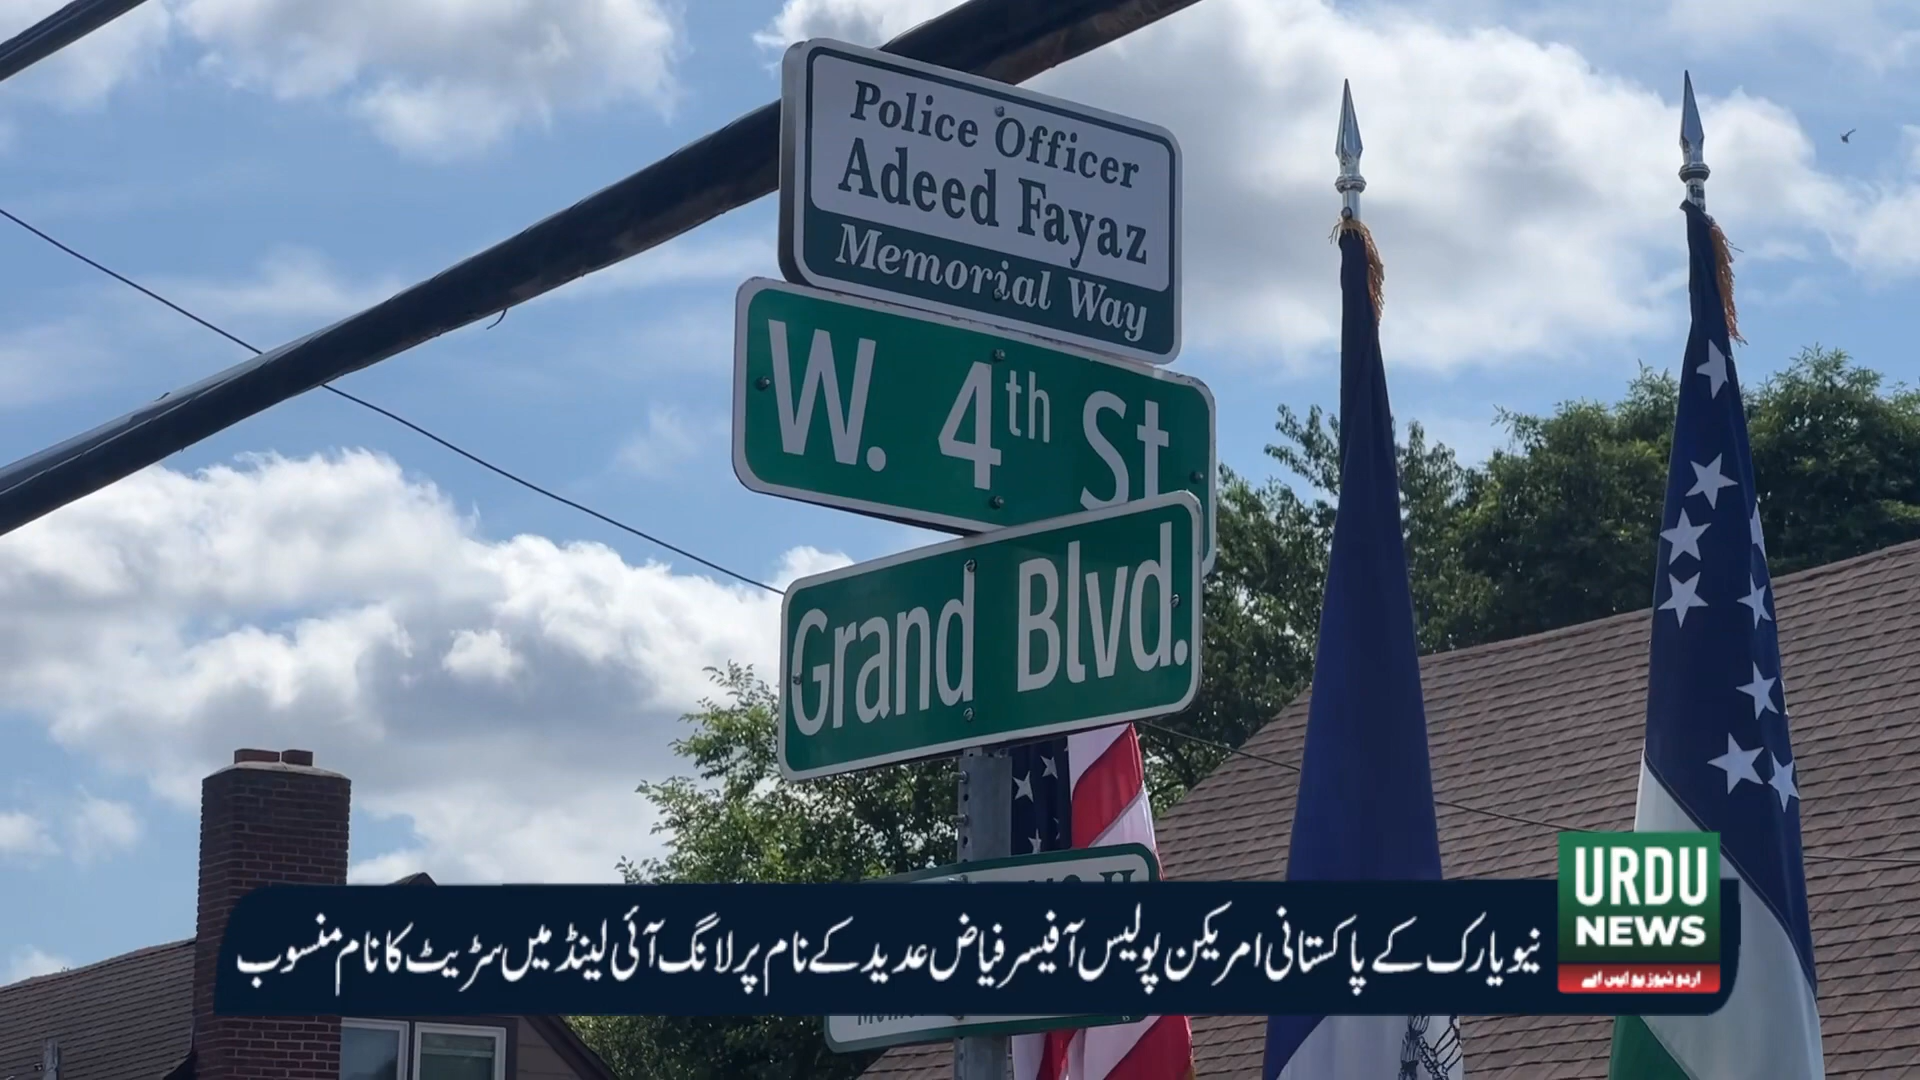 Police Officer
Adeed Fayaz
Memorial Way
W. 4th St.
Grand Blvd.
URDU
NEWS
اردو نیوز یو ایس اے
نیویارک کے پاکستانی امریکن پولیس آفیسر فیاض عدید کے نام پر لانگ آئی لینڈ میں سٹریٹ کا نام منسوب